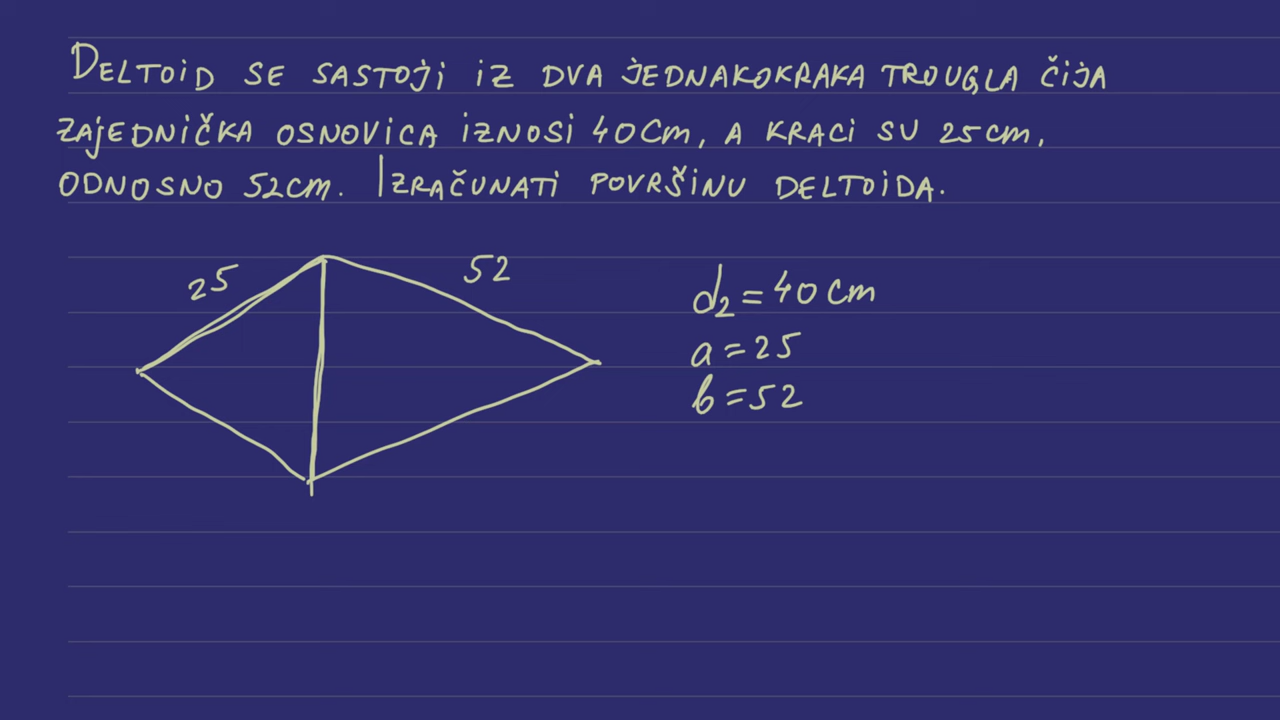 DELTOID SE SASTOJI IZ DVA JEDNAKOKRAKA TROUGLA ČIJA
ZAJEDNIČKA OSNOVICA IZNOSI 40cm, A KRACI SU 25cm,
ODNOSNO 52cm. IZRAČUNATI POVRŠINU DELTOIDA.
25
52
d₂ = 40 cm
a = 25
b = 52